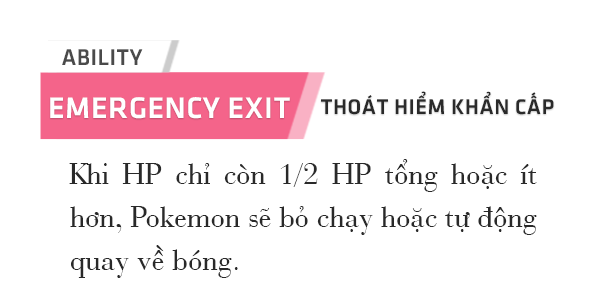 ABILITY
EMERGENCY EXIT THOÁT HIỂM KHẨN CẤP
Khi HP chỉ còn 1/2 HP tổng hoặc ít
hơn, Pokemon sẽ bỏ chạy hoặc tự động
quay về bóng.